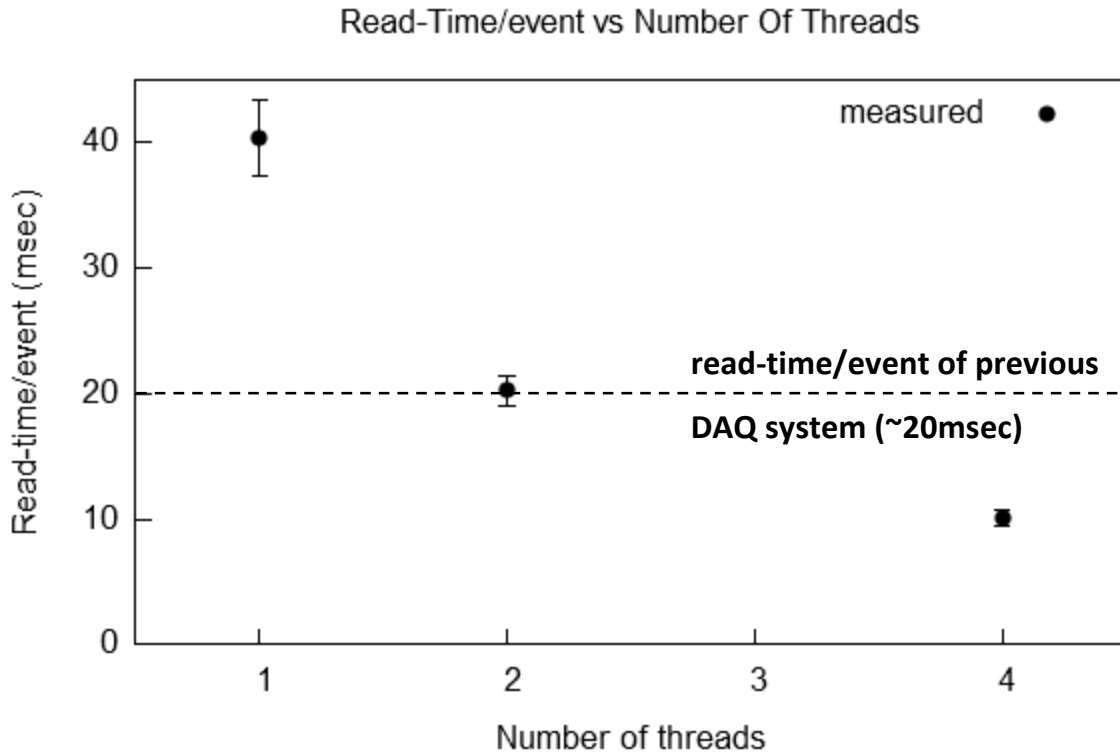 Read-Time/event vs Number Of Threads
measured
40
30
20
10
0
Read-time/event (msec)
read-time/event of previous
DAQ system (~20msec)
1 2 3 4
Number of threads